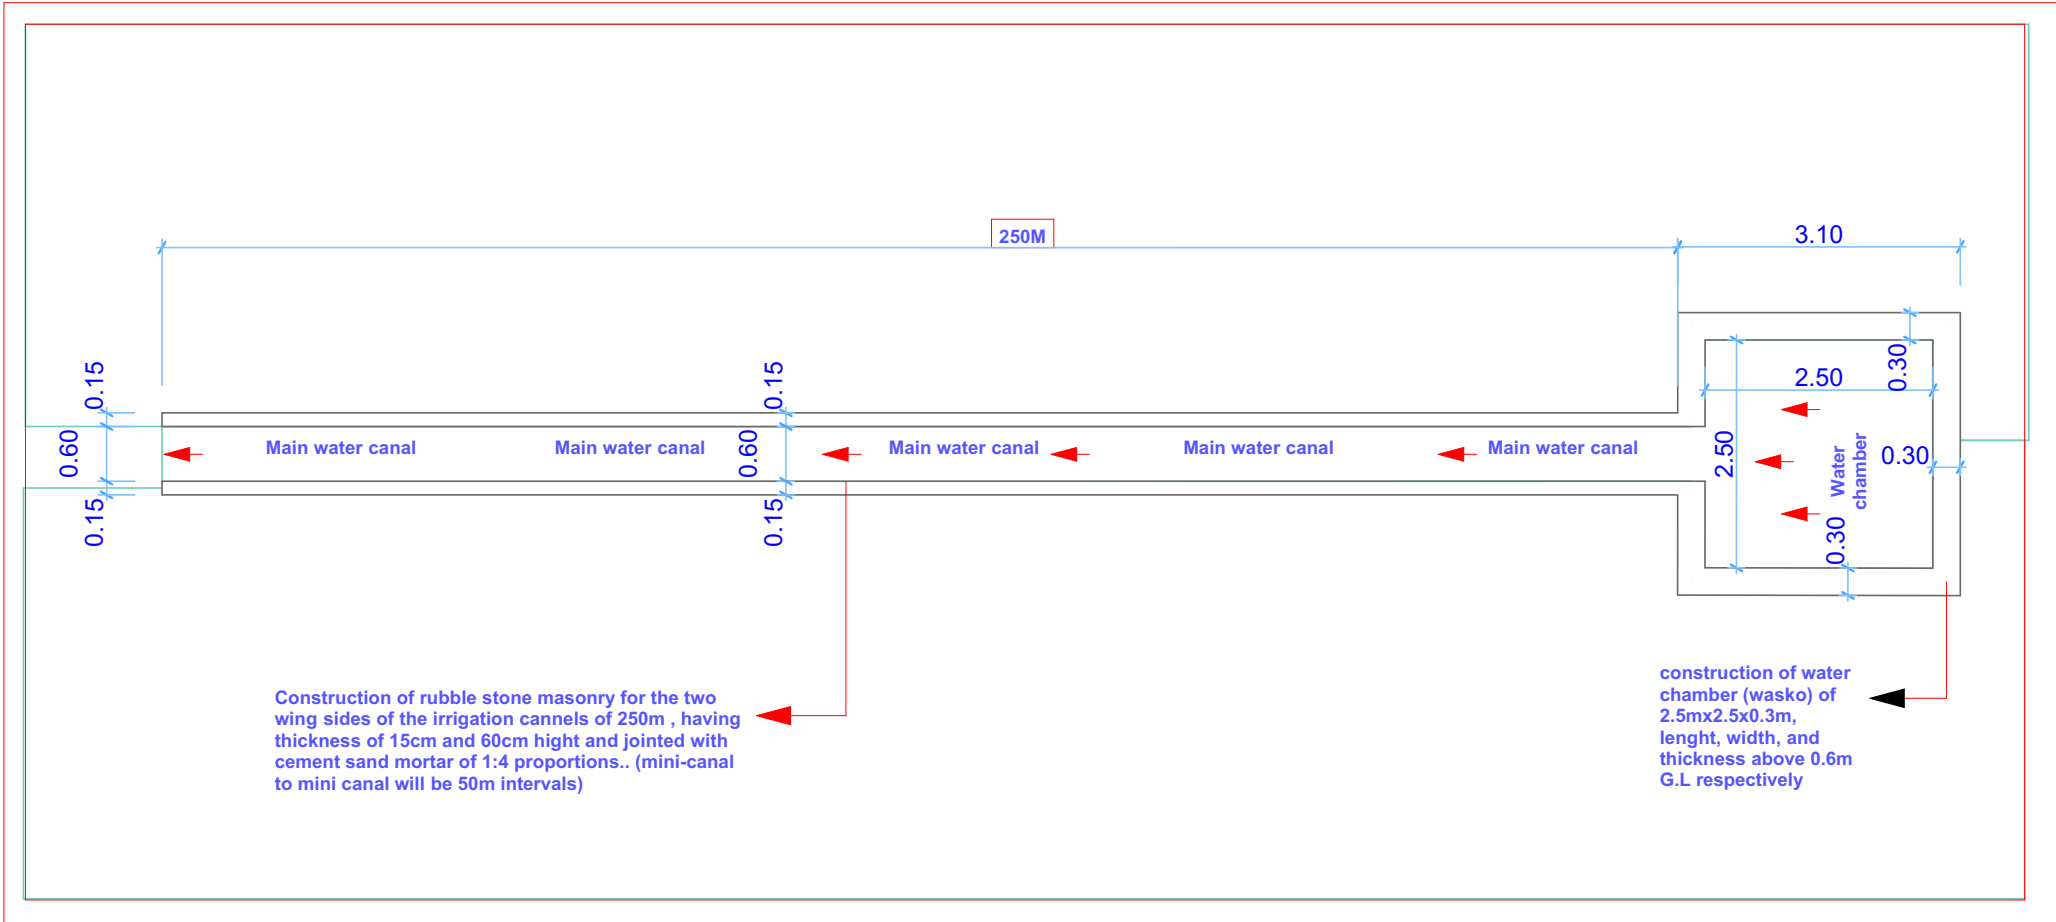 250M
3.10
0.15
0.15
0.30
2.50
Main water canal
Main water canal
Main water canal
Main water canal
Main water canal
0.60
0.60
2.50
Water
chamber
0.30
0.15
0.15
0.30
Construction of rubble stone masonry for the two
wing sides of the irrigation cannels of 250m , having
thickness of 15cm and 60cm hight and jointed with
cement sand mortar of 1:4 proportions.. (mini-canal
to mini canal will be 50m intervals)
construction of water
chamber (wasko) of
2.5mx2.5x0.3m,
lenght, width, and
thickness above 0.6m
G.L respectively